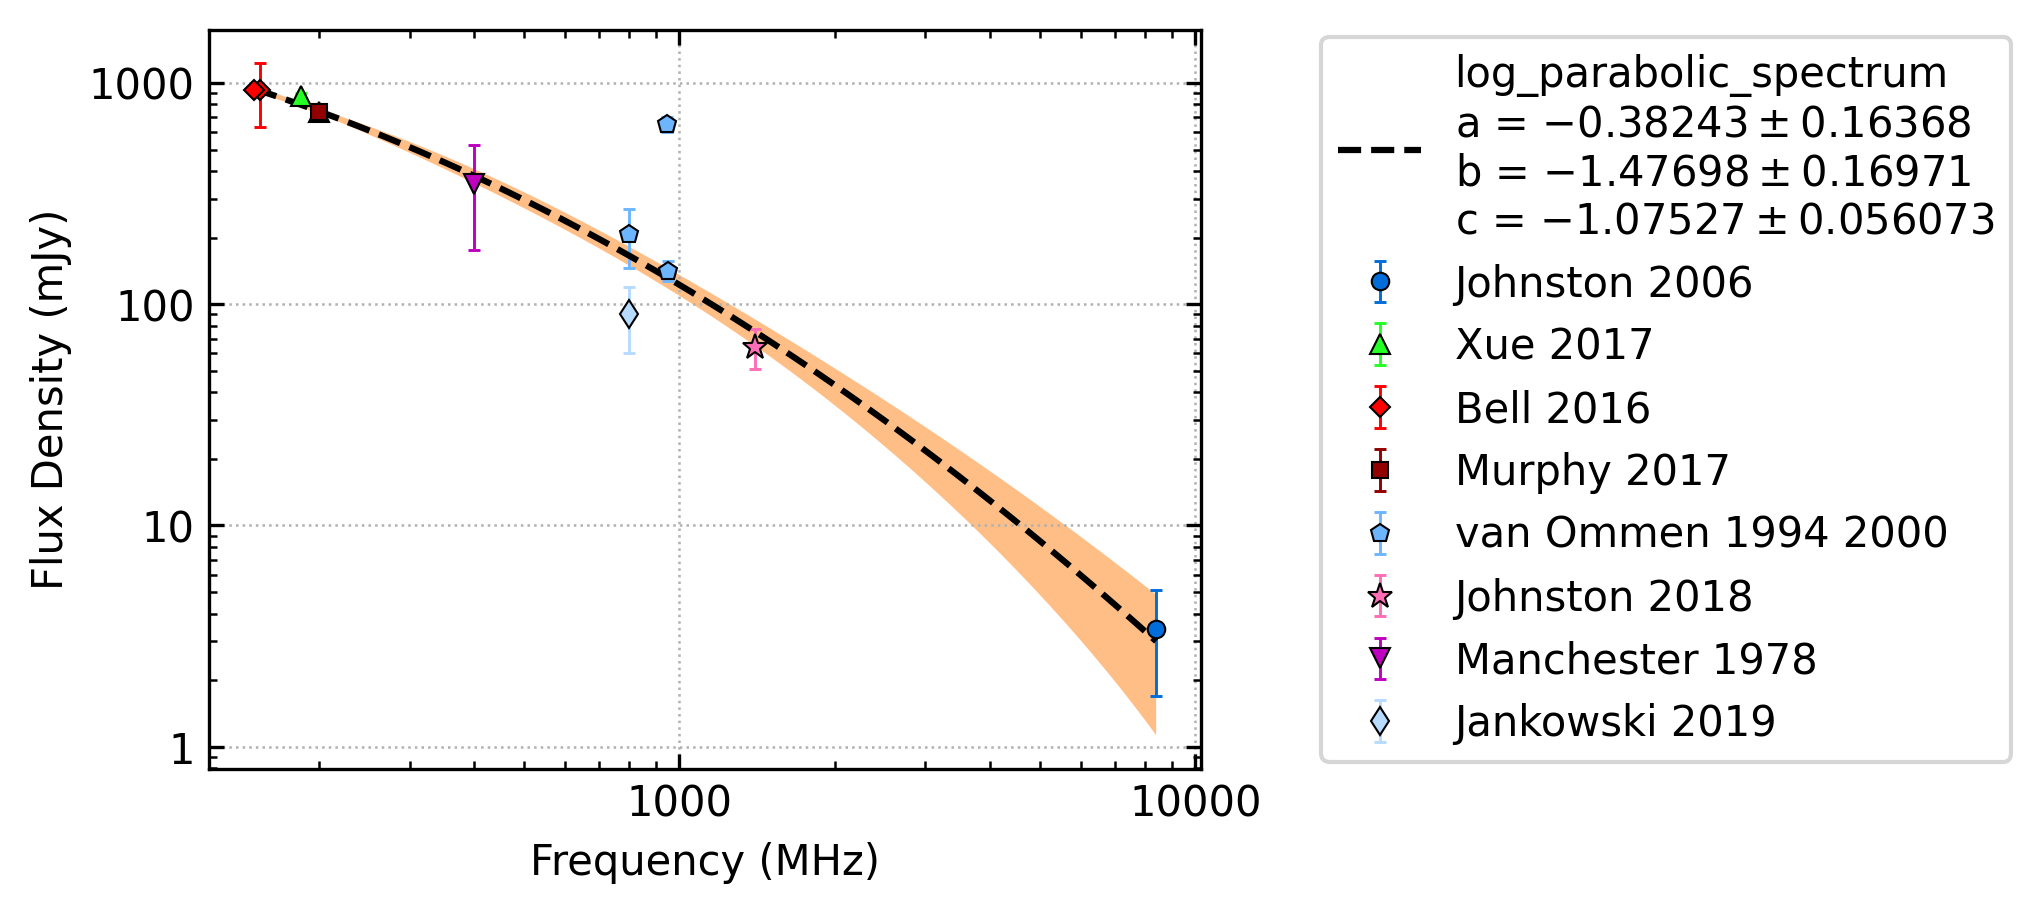 1000
100
10
1
Flux Density (mJy)
1000
10000
Frequency (MHz)
log_parabolic_spectrum
a = −0.38243 ± 0.16368
b = −1.47698 ± 0.16971
c = −1.07527 ± 0.056073
Johnston 2006
Xue 2017
Bell 2016
Murphy 2017
van Ommen 1994 2000
Johnston 2018
Manchester 1978
Jankowski 2019